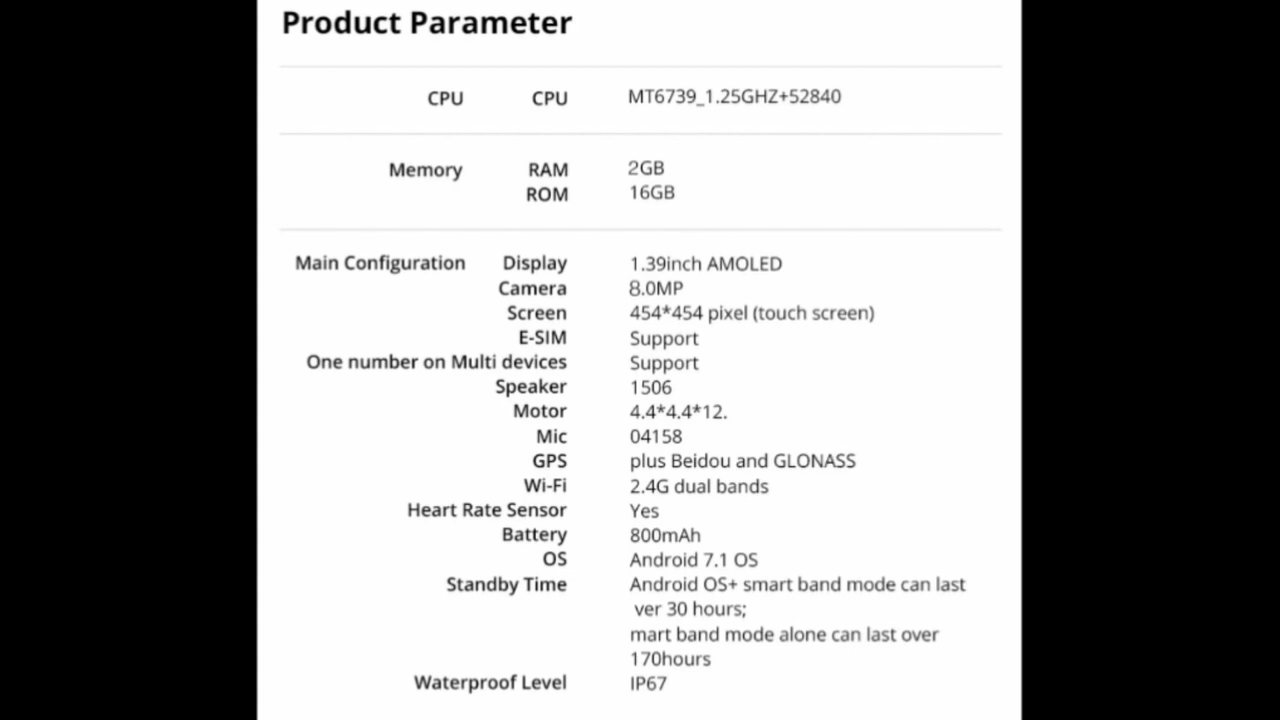 Product Parameter
CPU CPU MT6739_1.25GHZ+52840
Memory RAM 2GB
ROM 16GB
Main Configuration Display 1.39inch AMOLED
Camera 8.0MP
Screen 454*454 pixel (touch screen)
E-SIM Support
One number on Multi devices Support
Speaker 1506
Motor 4.4*4.4*12.
Mic 04158
GPS plus Beidou and GLONASS
Wi-Fi 2.4G dual bands
Heart Rate Sensor Yes
Battery 800mAh
OS Android 7.1 OS
Standby Time Android OS+ smart band mode can last
ver 30 hours;
mart band mode alone can last over
170hours
Waterproof Level IP67